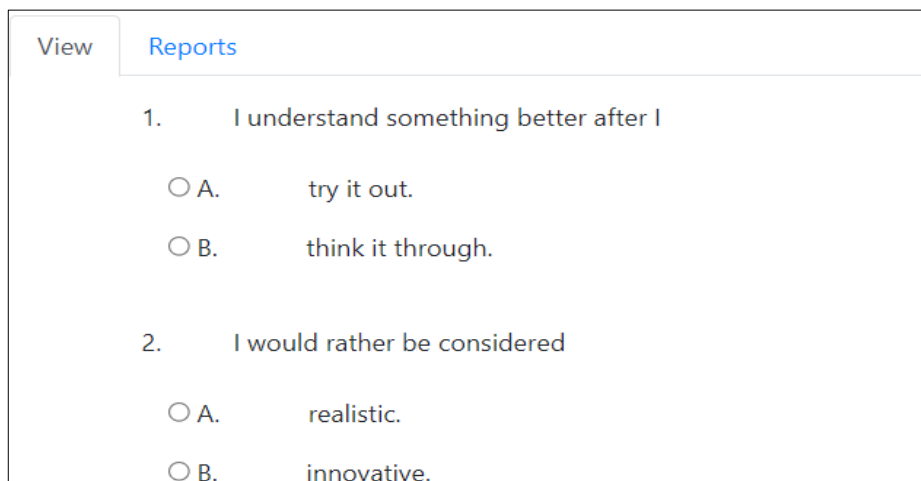 View Reports
1. I understand something better after I
A. try it out.
B. think it through.
2. I would rather be considered
A. realistic.
B. innovative.